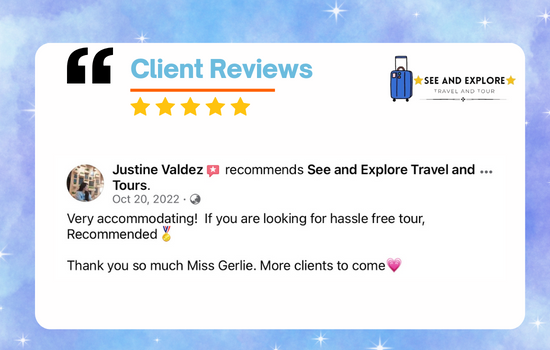 Client Reviews
SEE AND EXPLORE
TRAVEL AND TOUR
Justine Valdez recommends See and Explore Travel and
Tours.
Oct 20, 2022 ·
Very accommodating! If you are looking for hassle free tour,
Recommended🏅
Thank you so much Miss Gerlie. More clients to come💗